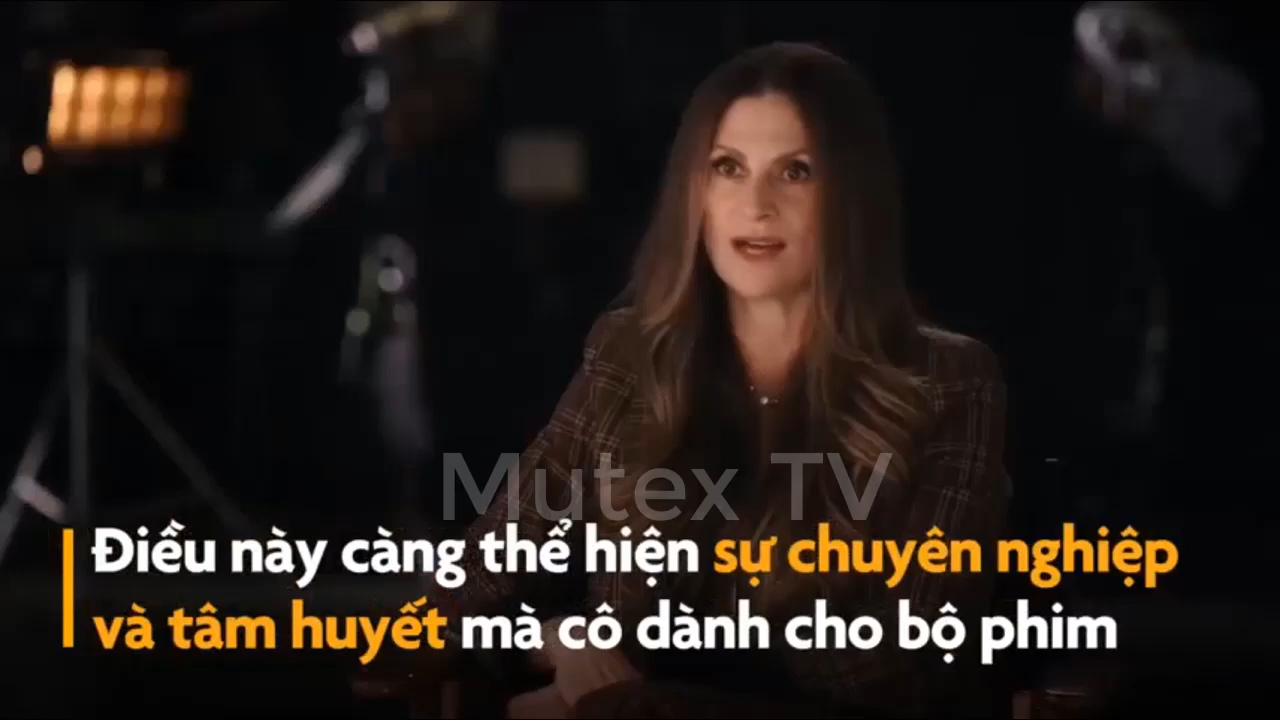 Mutex TV
Điều này càng thể hiện sự chuyên nghiệp
và tâm huyết mà cô dành cho bộ phim